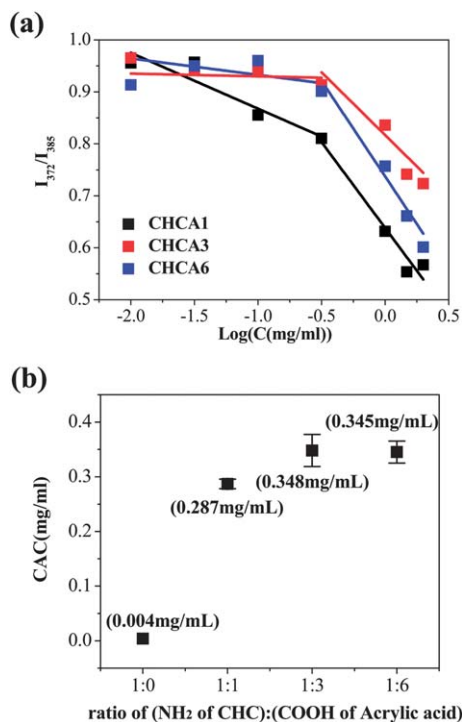 (a)
I372/I385
1.0
0.9
0.8
0.7
0.6
0.5
CHCA1
CHCA3
CHCA6
-2.0 -1.5 -1.0 -0.5 0.0 0.5
Log(C(mg/ml))
(b)
CAC(mg/ml)
0.4
0.3
0.2
0.1
0.0
(0.345mg/mL)
(0.348mg/mL)
(0.287mg/mL)
(0.004mg/mL)
1:0 1:1 1:3 1:6
ratio of (NH2 of CHC):(COOH of Acrylic acid)